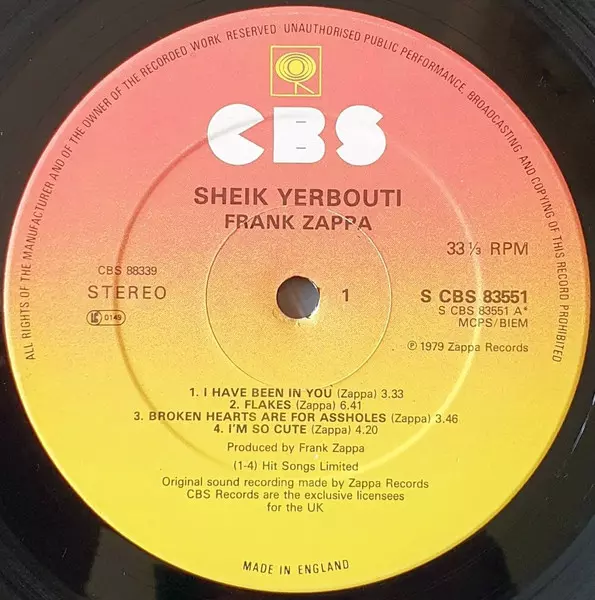 ALL RIGHTS OF THE MANUFACTURER AND OF THE OWNER OF THE RECORDED WORK RESERVED UNAUTHORISED PUBLIC PERFORMANCE, BROADCASTING AND COPYING OF THIS RECORD PROHIBITED
CBS
SHEIK YERBOUTI
FRANK ZAPPA
33⅓ RPM
CBS 88339
STEREO
LC 0149
1
S CBS 83551
S CBS 83551 A*
MCPS/BIEM
℗ 1979 Zappa Records
1. I HAVE BEEN IN YOU (Zappa) 3.33
2. FLAKES (Zappa) 6.41
3. BROKEN HEARTS ARE FOR ASSHOLES (Zappa) 3.46
4. I'M SO CUTE (Zappa) 4.20
Produced by Frank Zappa
(1-4) Hit Songs Limited
Original sound recording made by Zappa Records
CBS Records are the exclusive licensees
for the UK
MADE IN ENGLAND